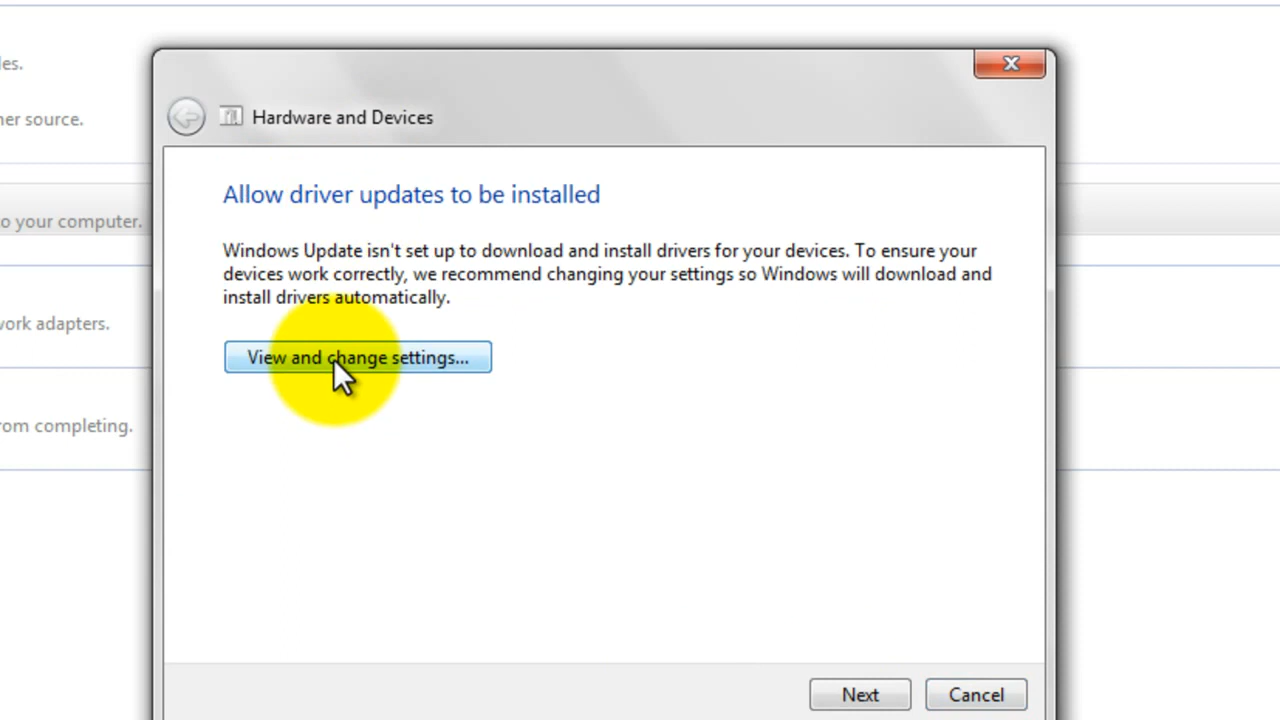 les.
Hardware and Devices
her source.
Allow driver updates to be installed
to your computer.
Windows Update isn't set up to download and install drivers for your devices. To ensure your
devices work correctly, we recommend changing your settings so Windows will download and
install drivers automatically.
work adapters.
View and change settings...
rom completing.
Next
Cancel